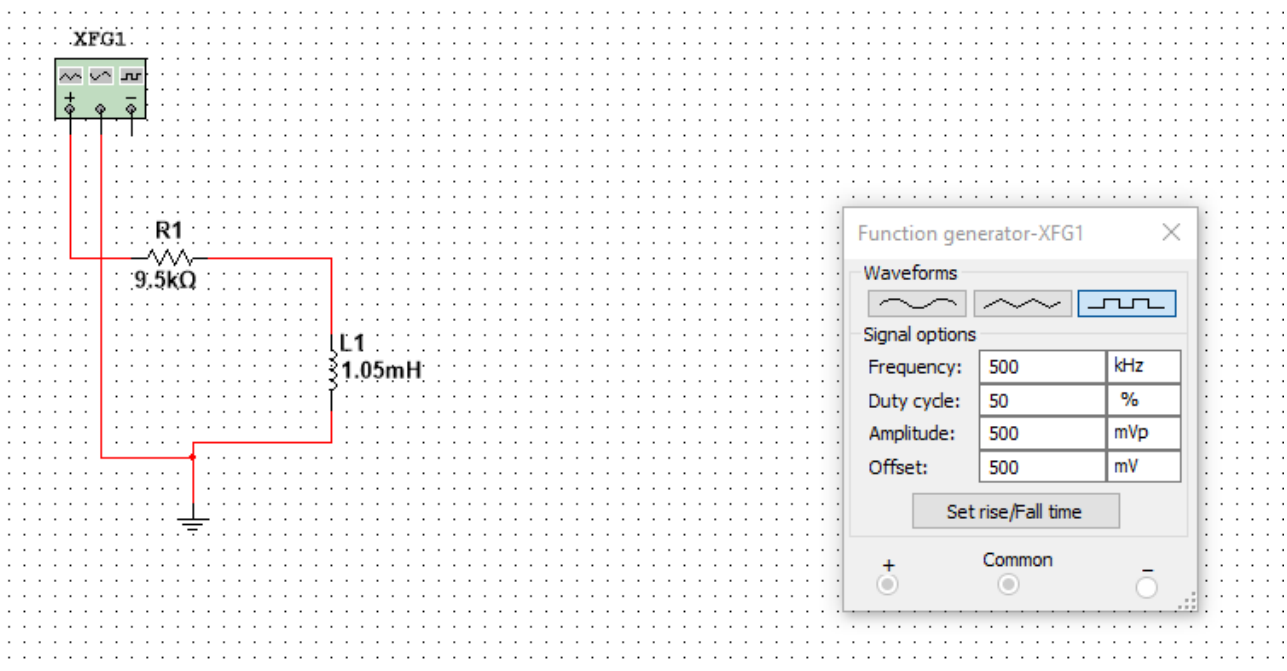 XFG1
+ −
R1
9.5kΩ
L1
1.05mH
Function generator-XFG1
Waveforms
Signal options
Frequency: 500 kHz
Duty cycle: 50 %
Amplitude: 500 mVp
Offset: 500 mV
Set rise/Fall time
+ Common −